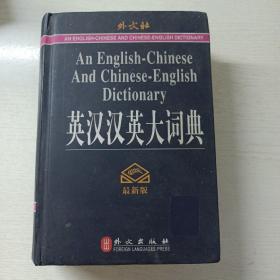 外文社
AN ENGLISH-CHINESE AND CHINESE-ENGLISH DICTIONARY
An English-Chinese
And Chinese-English
Dictionary
英汉汉英大词典
最新版
外文出版社
FOREIGN LANGUAGES PRESS